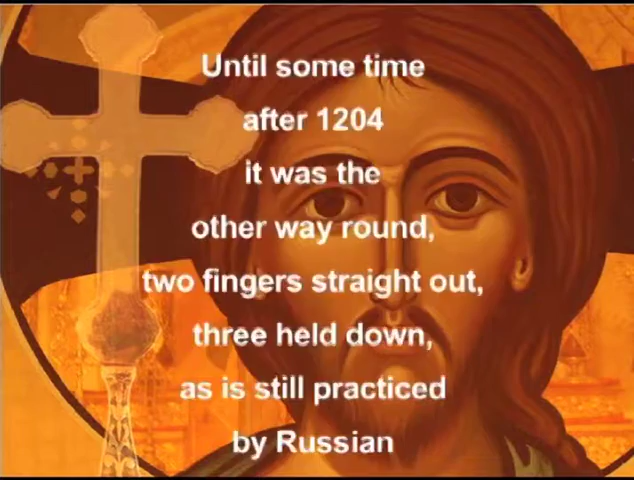 Until some time
after 1204
it was the
other way round,
two fingers straight out,
three held down,
as is still practiced
by Russian